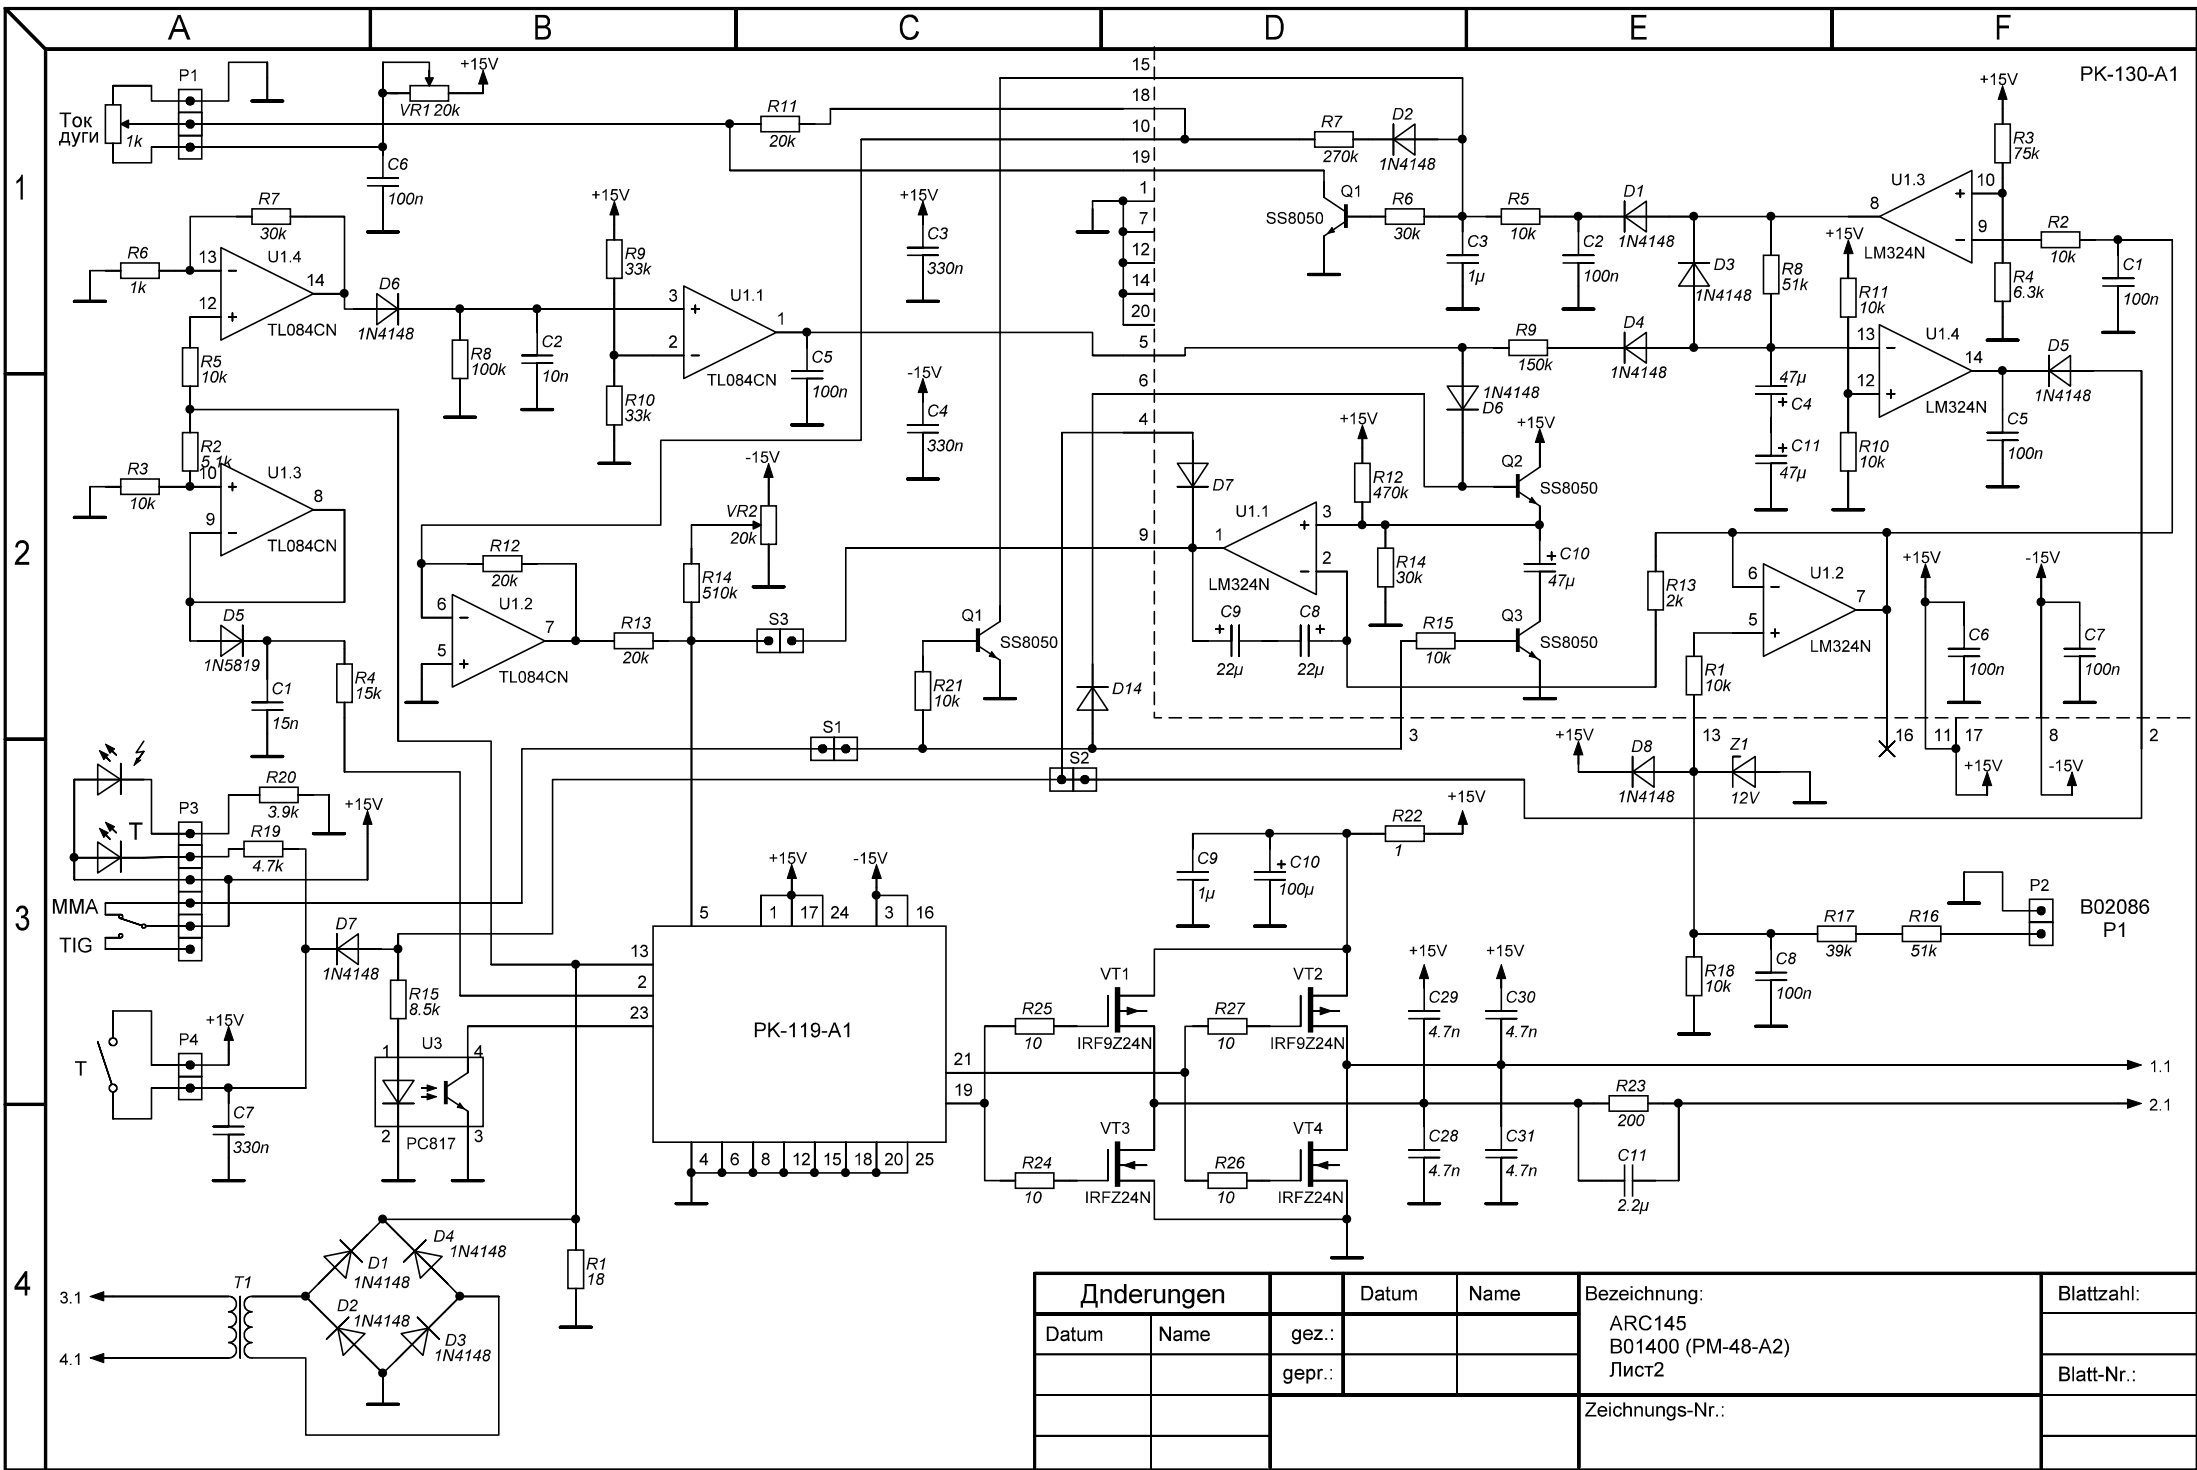 A B C D E F
1
2
3
4
PK-130-A1
Ток
дуги
1k
P1
VR1 20k
+15V
C6
100n
R11
20k
15
18
10
19
1
7
12
14
20
5
6
4
9
R7
270k
D2
1N4148
Q1
SS8050
R6
30k
R5
10k
D1
1N4148
C3
1µ
C2
100n
D3
1N4148
R8
51k
U1.3
8
10
9
LM324N
+15V
R3
75k
R2
10k
R4
6.3k
C1
100n
+15V
R11
10k
R9
150k
D4
1N4148
13
12
U1.4
14
LM324N
D5
1N4148
47µ
C4
C11
47µ
R10
10k
C5
100n
R7
30k
R6
1k
13
12
U1.4
14
TL084CN
D6
1N4148
R5
10k
R8
100k
C2
10n
+15V
R9
33k
R10
33k
3
2
U1.1
1
TL084CN
C5
100n
+15V
C3
330n
-15V
C4
330n
R2
5.1k
R3
10k
10
9
U1.3
8
TL084CN
D5
1N5819
C1
15n
R4
15k
R12
20k
6
5
U1.2
7
TL084CN
R13
20k
-15V
VR2
20k
R14
510k
S3
Q1
SS8050
R21
10k
D14
S1
S2
D7
U1.1
1
3
2
LM324N
+15V
R12
470k
R14
30k
1N4148
D6
+15V
Q2
SS8050
C10
47µ
C9
22µ
C8
22µ
R15
10k
Q3
SS8050
R13
2k
R1
10k
6
5
U1.2
7
LM324N
+15V
-15V
C6
100n
C7
100n
3
13
16
11
17
8
2
+15V
D8
1N4148
Z1
12V
+15V
-15V
P3
R20
3.9k
T
R19
4.7k
+15V
MMA
TIG
D7
1N4148
R15
8.5k
T
P4
+15V
C7
330n
U3
1
4
2
3
PC817
+15V
-15V
5
1
17
24
3
16
13
2
23
PK-119-A1
21
19
4
6
8
12
15
18
20
25
C9
1µ
C10
100µ
R22
1
+15V
VT1
IRF9Z24N
VT2
IRF9Z24N
R25
10
R27
10
VT3
IRFZ24N
VT4
IRFZ24N
R24
10
R26
10
+15V
+15V
C29
4.7n
C30
4.7n
C28
4.7n
C31
4.7n
R23
200
C11
2.2µ
1.1
2.1
R17
39k
R16
51k
P2
B02086
P1
R18
10k
C8
100n
3.1
4.1
T1
D1
1N4148
D4
1N4148
D2
1N4148
D3
1N4148
R1
18
Дnderungen
Datum
Name
Datum
Name
gez.:
gepr.:
Bezeichnung:
ARC145
B01400 (PM-48-A2)
Лист2
Zeichnungs-Nr.:
Blattzahl:
Blatt-Nr.: